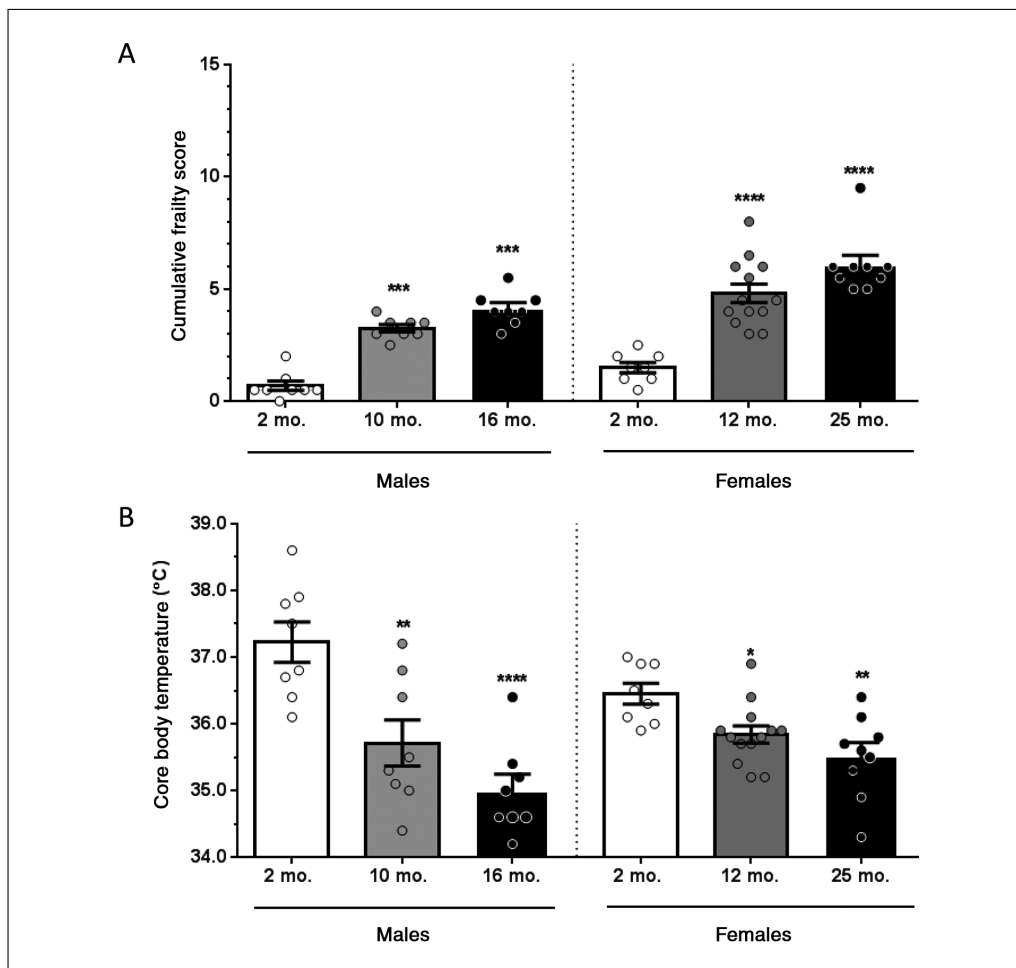 A
15
10
5
0
Cumulative frailty score
***
***
****
****
2 mo. 10 mo. 16 mo. 2 mo. 12 mo. 25 mo.
Males Females
B
39.0
38.0
37.0
36.0
35.0
34.0
Core body temperature (°C)
**
****
*
**
2 mo. 10 mo. 16 mo. 2 mo. 12 mo. 25 mo.
Males Females